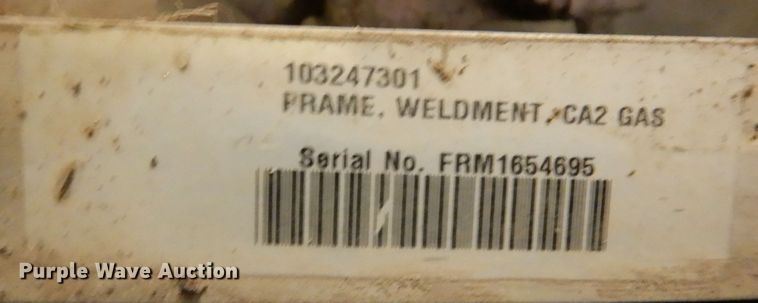 103247301
FRAME, WELDMENT, CA2 GAS
Serial No. FRM1654695
Purple Wave Auction